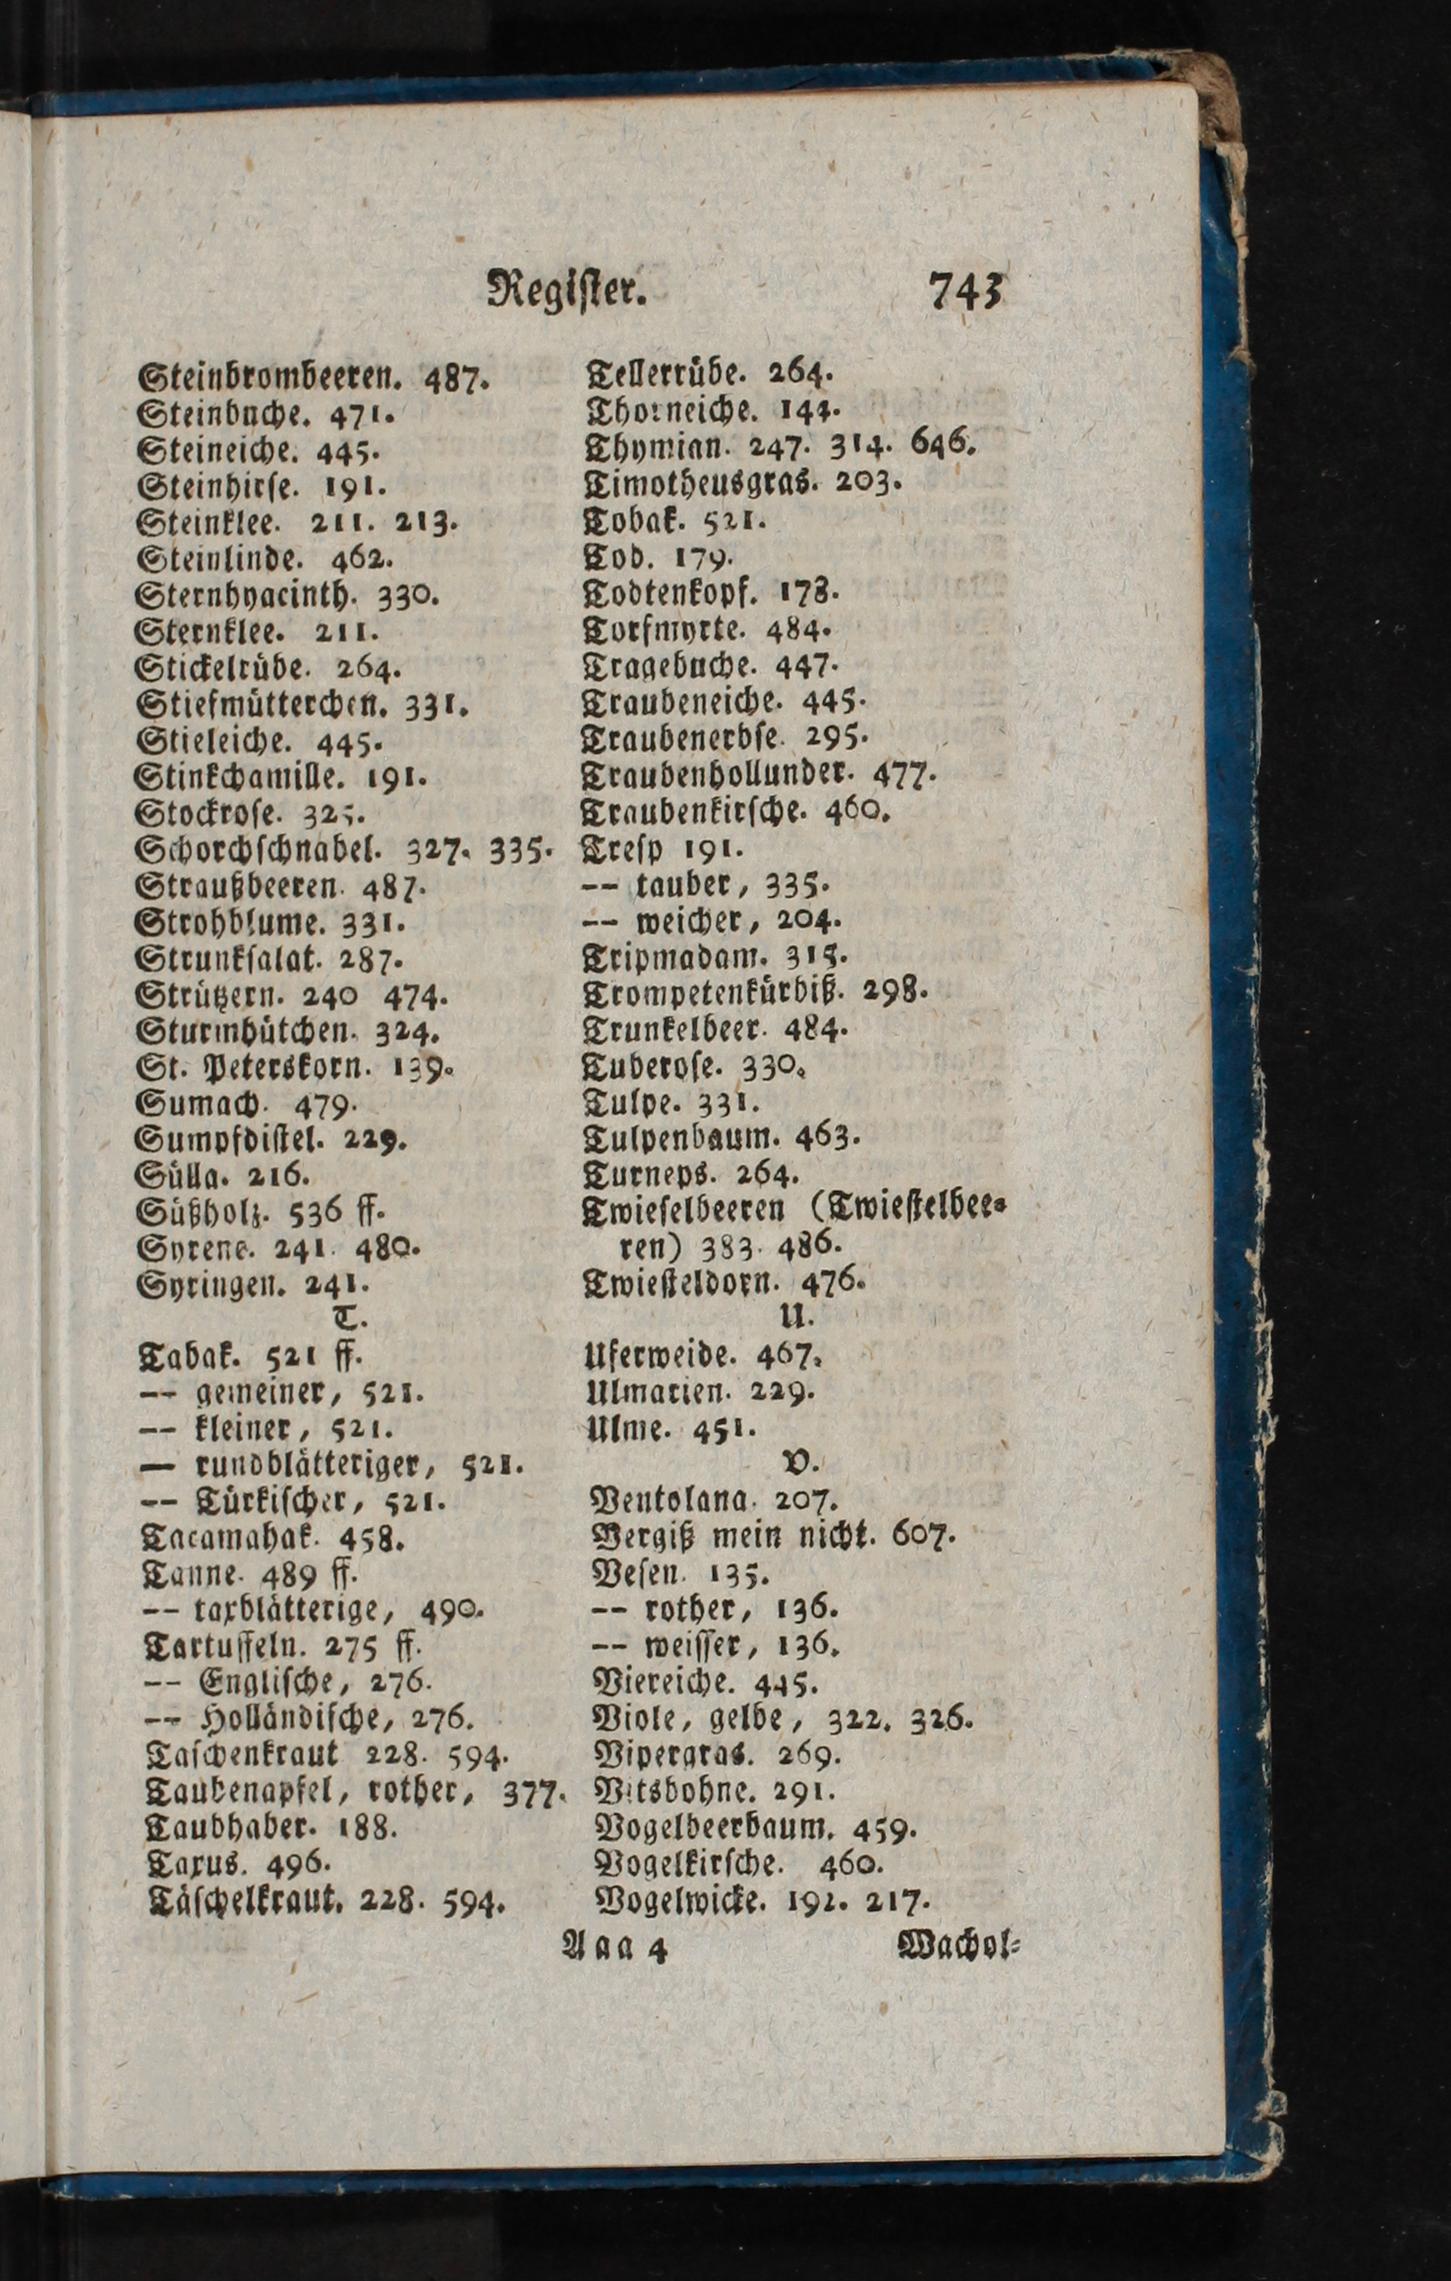 Register. 743
Steinbrombeeren. 487.
Steinbuche. 471.
Steineiche. 445.
Steinhirse. 191.
Steinklee. 211. 213.
Steinlinde. 462.
Sternhyacinth. 330.
Sternklee. 211.
Stickelrübe. 264.
Stiefmütterchen. 331.
Stieleiche. 445.
Stinkchamille. 191.
Stockrose. 325.
Schorchschnabel. 327. 335.
Straußbeeren. 487.
Strohblume. 331.
Strunksalat. 287.
Strützern. 240 474.
Sturmhütchen. 324.
St. Peterskorn. 139.
Sumach. 479.
Sumpfdistel. 229.
Sülla. 216.
Süßholz. 536 ff.
Syrene. 241. 480.
Syringen. 241.
T.
Tabak. 521 ff.
-- gemeiner, 521.
-- kleiner, 521.
— rundblätteriger, 521.
-- Türkischer, 521.
Tacamahak. 458.
Tanne. 489 ff.
-- taxblätterige, 490.
Tartuffeln. 275 ff.
-- Englische, 276.
-- Holländische, 276.
Taschenkraut 228. 594.
Taubenapfel, rother, 377.
Taubhaber. 188.
Taxus. 496.
Täschelkraut. 228. 594.
Tellerrübe. 264.
Thorneiche. 144.
Thymian. 247. 314. 646.
Timotheusgras. 203.
Tobak. 521.
Tod. 179.
Todtenkopf. 178.
Torfmyrte. 484.
Tragebuche. 447.
Traubeneiche. 445.
Traubenerbse. 295.
Traubenhollunder. 477.
Traubenkirsche. 460.
Tresp 191.
-- tauber, 335.
-- weicher, 204.
Tripmadam. 315.
Trompetenkürbiß. 298.
Trunkelbeer. 484.
Tuberose. 330.
Tulpe. 331.
Tulpenbaum. 463.
Turneps. 264.
Twieselbeeren (Twiestelbee-
ren) 383. 486.
Twiesteldorn. 476.
U.
Uferweide. 467.
Ulmarien. 229.
Ulme. 451.
V.
Ventolana. 207.
Vergiß mein nicht. 607.
Vesen. 135.
-- rother, 136.
-- weisser, 136.
Viereiche. 445.
Viole, gelbe, 322. 326.
Vipergras. 269.
Vitsbohne. 291.
Vogelbeerbaum. 459.
Vogelkirsche. 460.
Vogelwicke. 192. 217.
Aaa 4 Wachol-